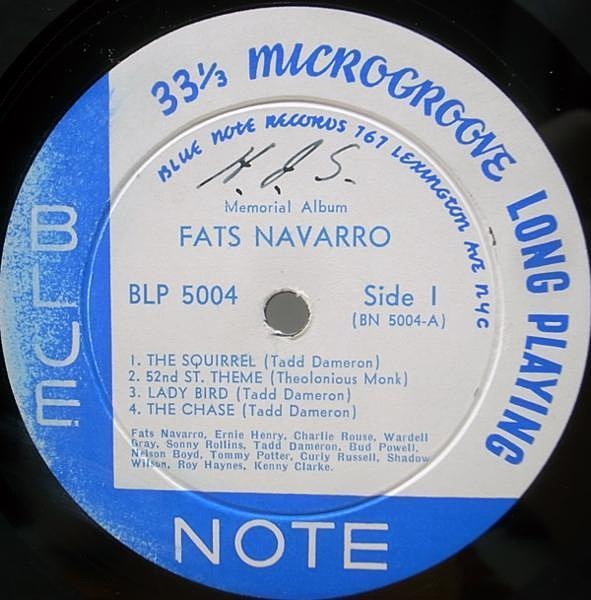 33⅓ MICROGROOVE LONG PLAYING
BLUE NOTE RECORDS 767 LEXINGTON AVE NYC
H. J. S.
Memorial Album
FATS NAVARRO
BLP 5004
Side 1
(BN 5004-A)
1. THE SQUIRREL (Tadd Dameron)
2. 52nd ST. THEME (Theolonious Monk)
3. LADY BIRD (Tadd Dameron)
4. THE CHASE (Tadd Dameron)
Fats Navarro, Ernie Henry, Charlie Rouse, Wardell
Gray, Sonny Rollins, Tadd Dameron, Bud Powell,
Nelson Boyd, Tommy Potter, Curly Russell, Shadow
Wilson, Roy Haynes, Kenny Clarke.
BLUE
NOTE